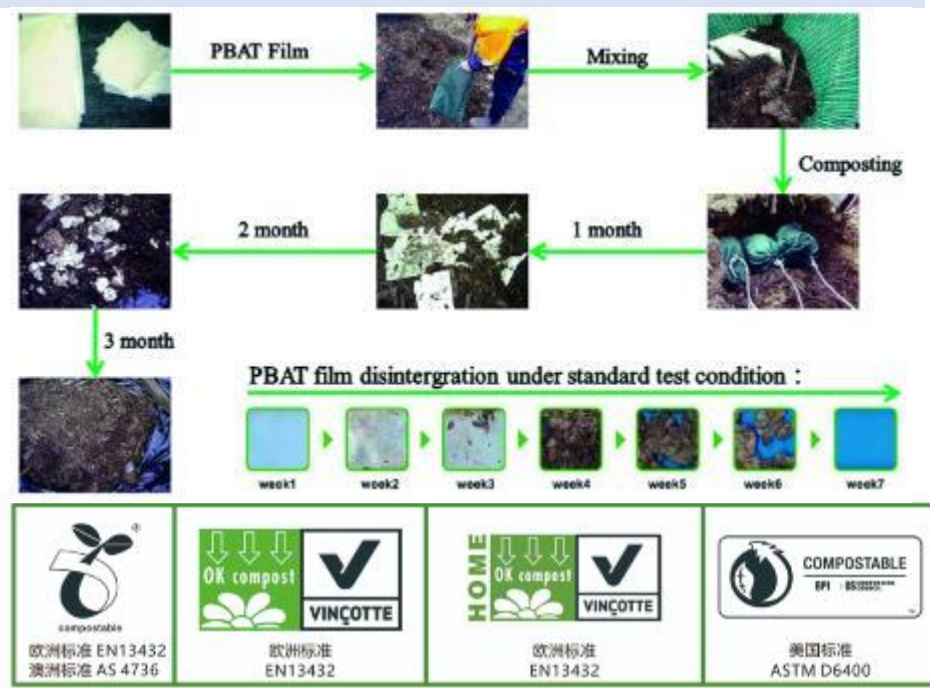 PBAT Film
Mixing
Composting
1 month
2 month
3 month
PBAT film disintergration under standard test condition：
week1
week2
week3
week4
week5
week6
week7
®
compostable
欧洲标准 EN13432
澳洲标准 AS 4736
OK compost
VINÇOTTE
欧洲标准
EN13432
HOME
OK compost
VINÇOTTE
欧洲标准
EN13432
COMPOSTABLE
BPI
美国标准
ASTM D6400